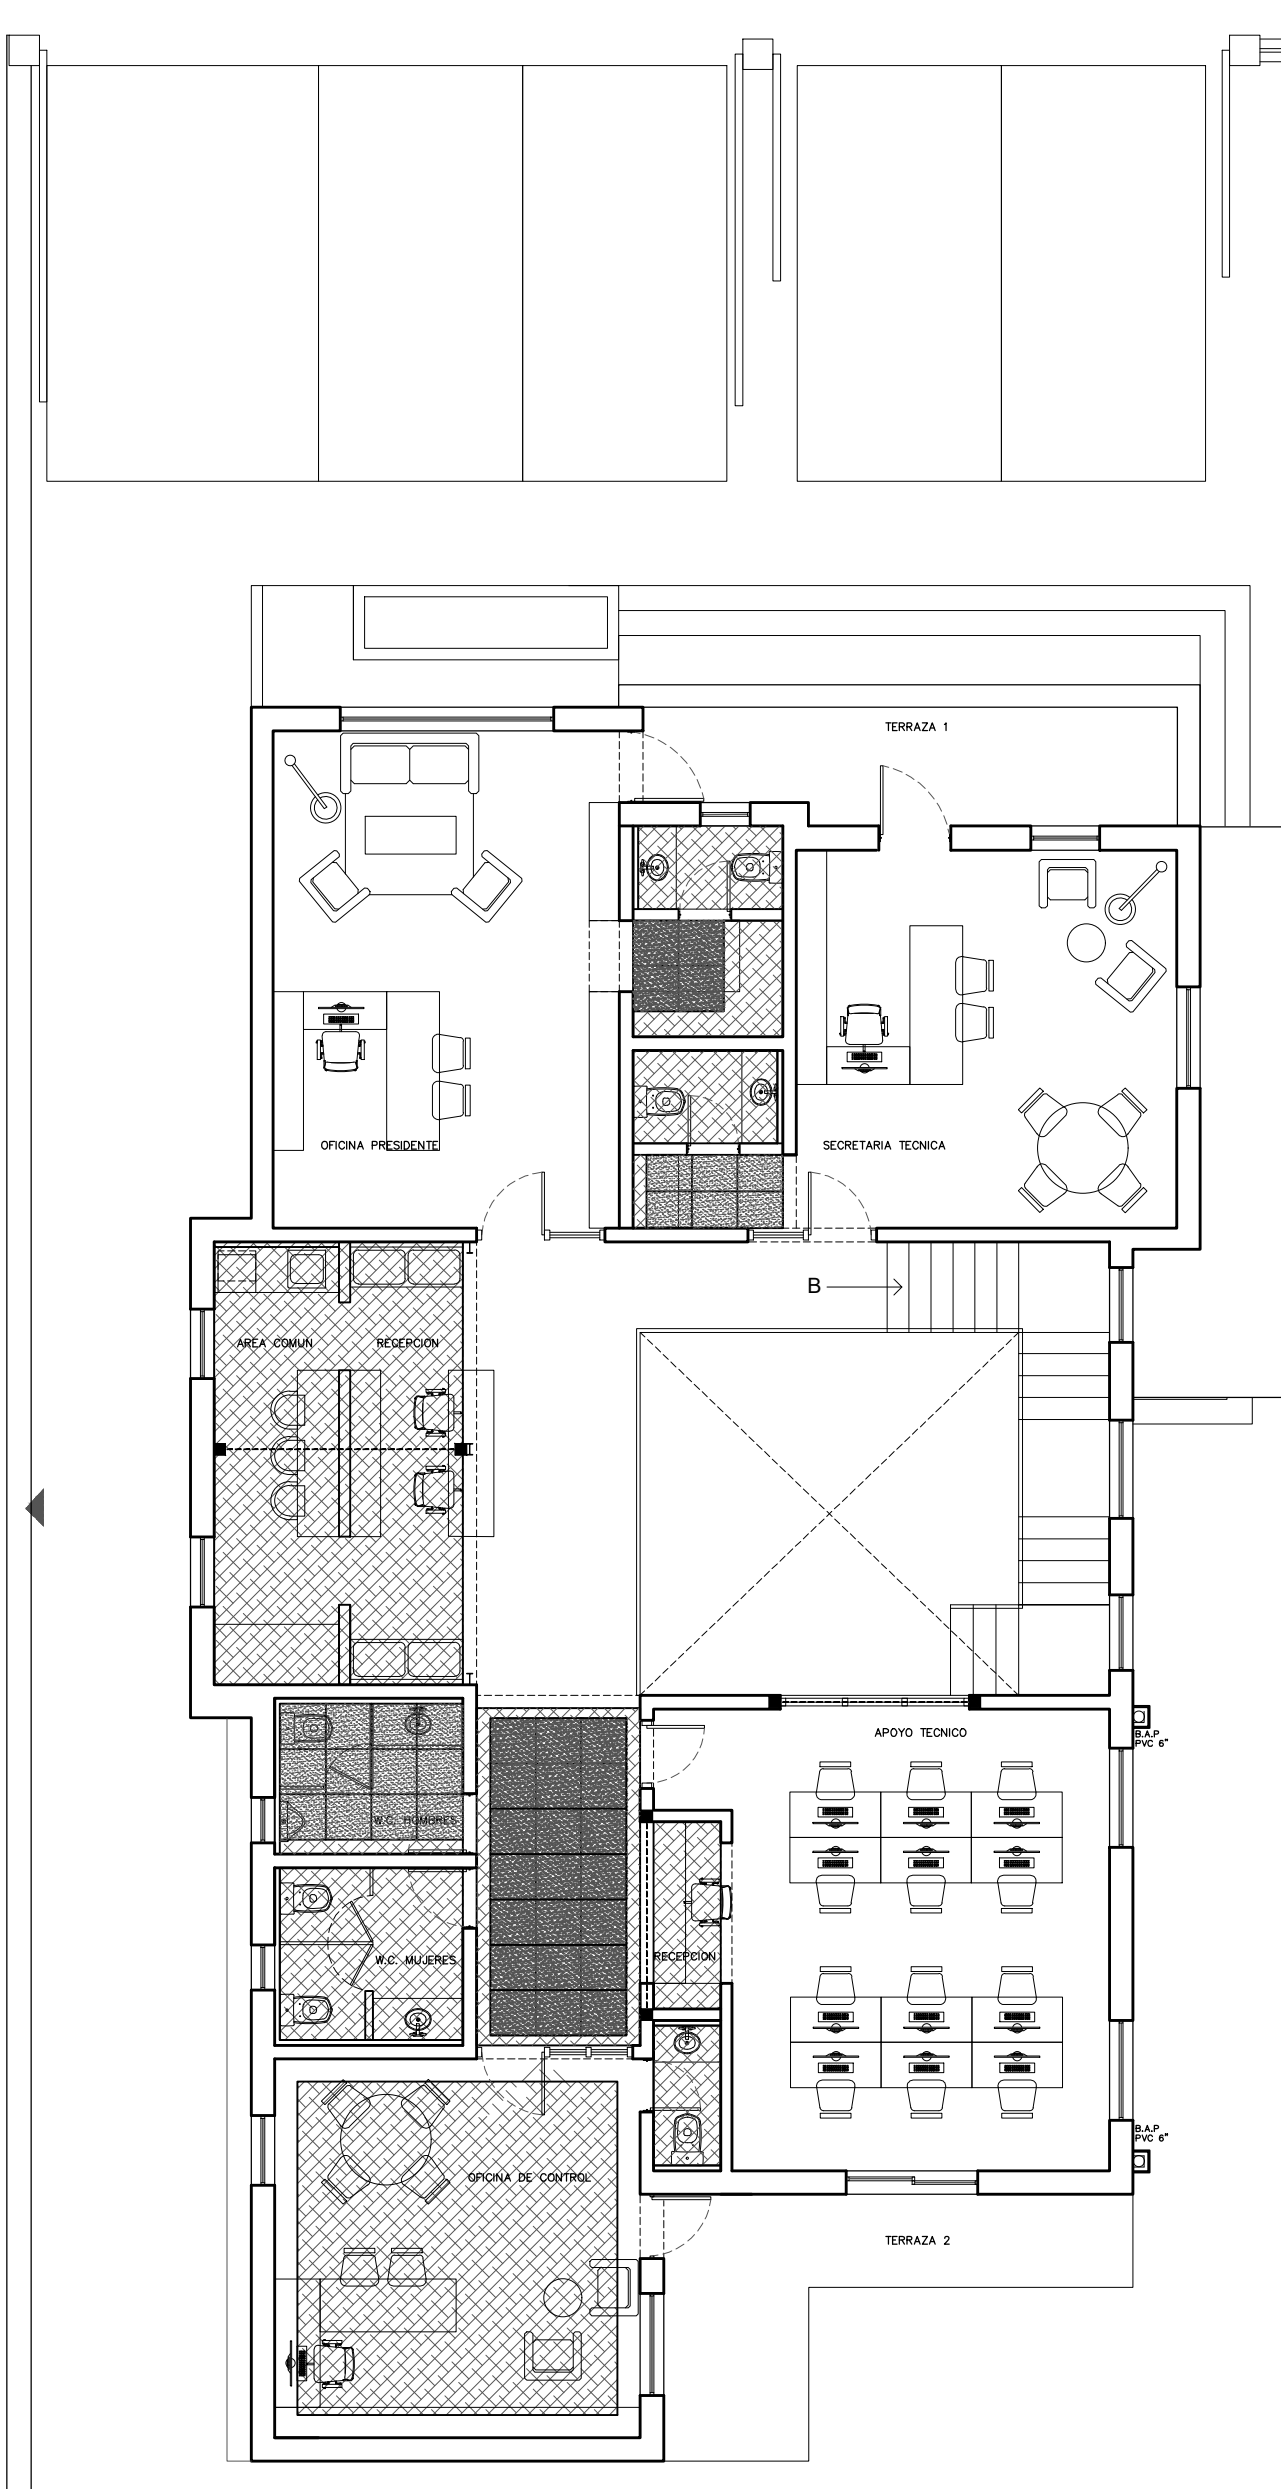 TERRAZA 1
OFICINA PRESIDENTE
SECRETARIA TECNICA
B
AREA COMUN
RECEPCION
APOYO TECNICO
B.A.P
PVC 6"
W.C. HOMBRES
W.C. MUJERES
RECEPCION
B.A.P
PVC 6"
OFICINA DE CONTROL
TERRAZA 2